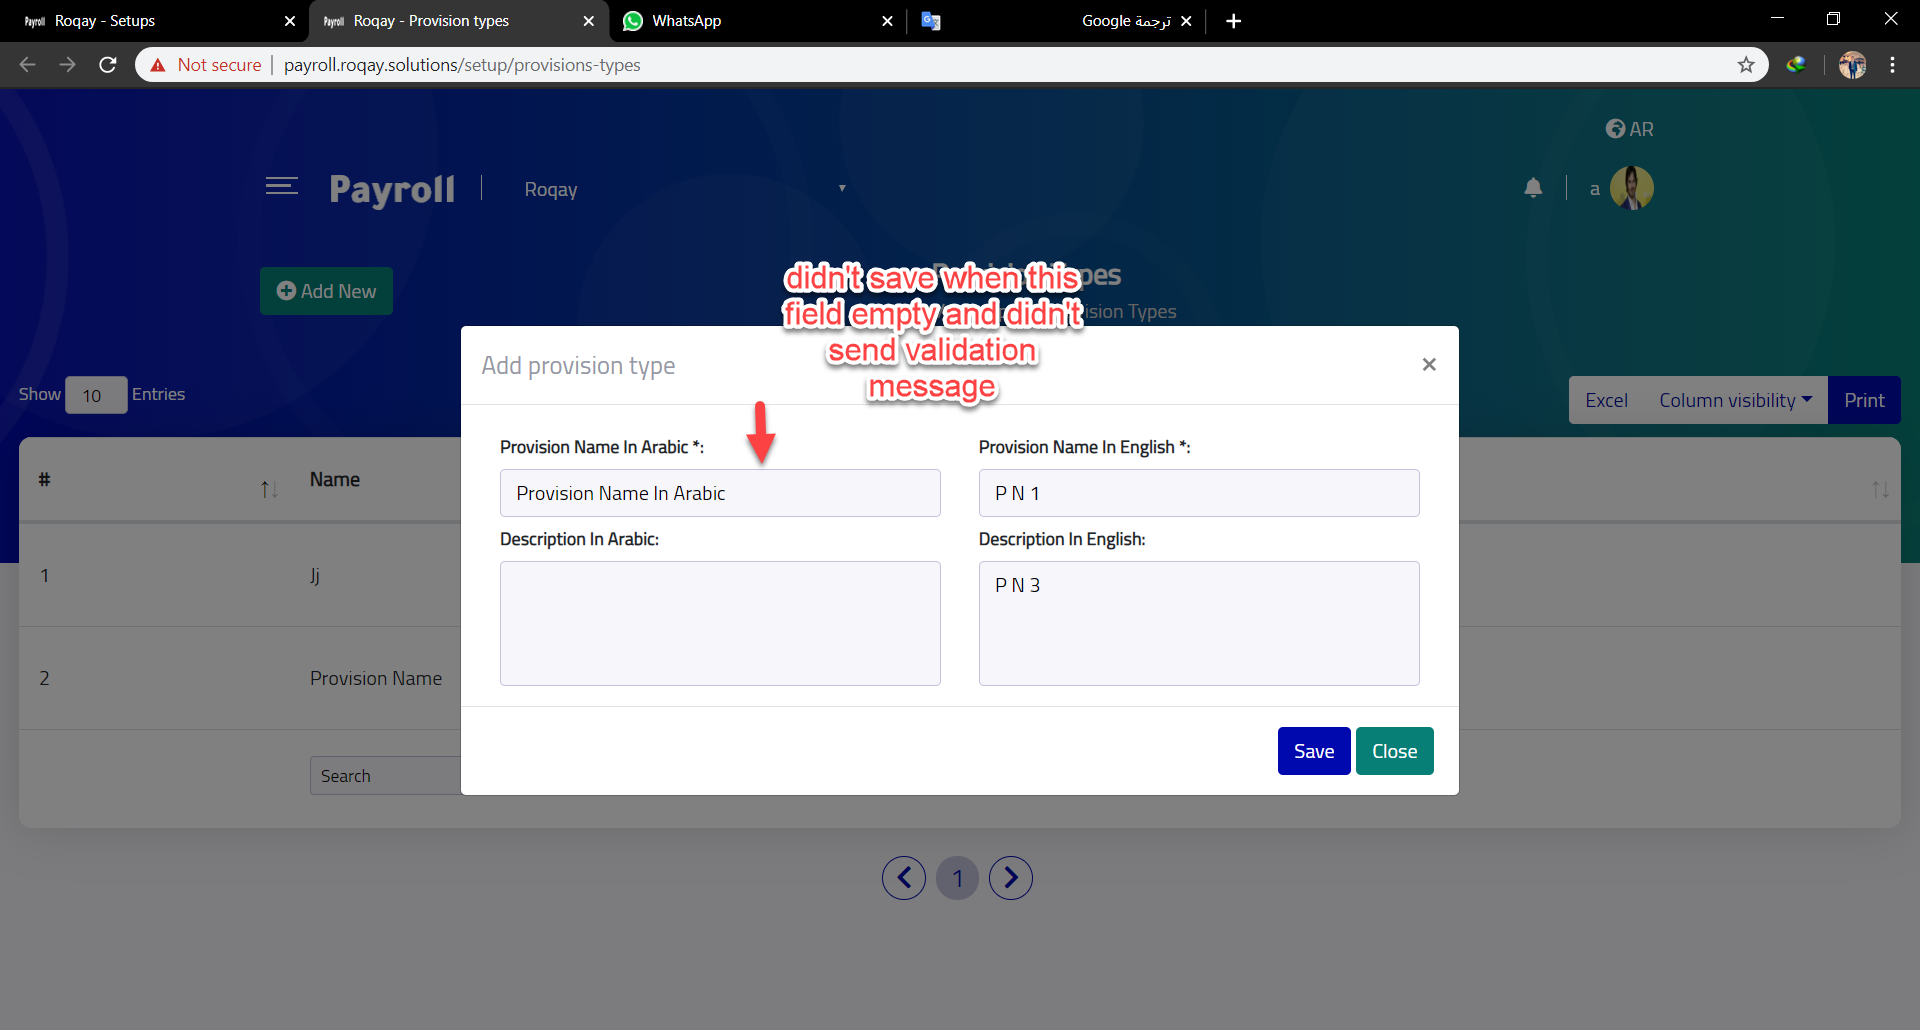 Payroll Roqay - Setups
Payroll Roqay - Provision types
WhatsApp
ترجمة Google
Not secure | payroll.roqay.solutions/setup/provisions-types
AR
Payroll | Roqay
a
Add New
didn't save when this
field empty and didn't
send validation
message
ypes
ision Types
Add provision type
Show 10 Entries
Excel Column visibility Print
Provision Name In Arabic *:
Provision Name In English *:
# Name
Provision Name In Arabic
P N 1
Description In Arabic:
Description In English:
P N 3
1 Jj
2 Provision Name
Save Close
Search
1